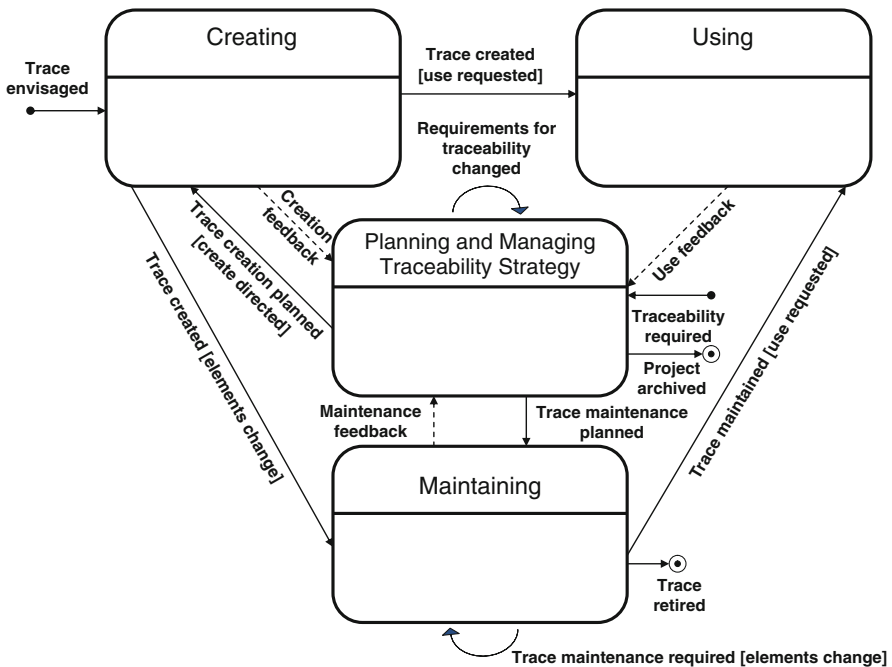 Creating
Using
Trace
envisaged
Trace created
[use requested]
Requirements for
traceability
changed
Creation
feedback
Trace creation planned
[create directed]
Planning and Managing
Traceability Strategy
Use feedback
Traceability
required
Project
archived
Trace created [elements change]
Trace maintained [use requested]
Maintenance
feedback
Trace maintenance
planned
Maintaining
Trace
retired
Trace maintenance required [elements change]